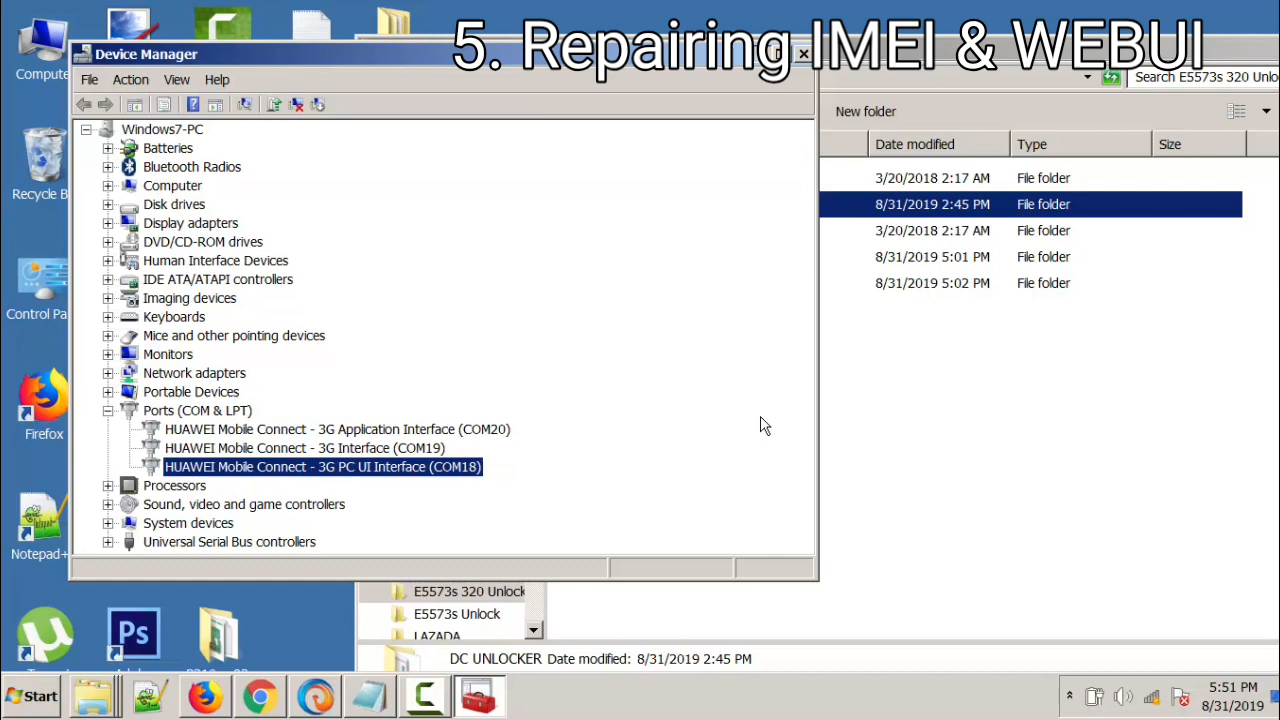 5. Repairing IMEI & WEBUI
Compute
Recycle B
Control Pa
Firefox
Notepad+
Device Manager
File Action View Help
Windows7-PC
Batteries
Bluetooth Radios
Computer
Disk drives
Display adapters
DVD/CD-ROM drives
Human Interface Devices
IDE ATA/ATAPI controllers
Imaging devices
Keyboards
Mice and other pointing devices
Monitors
Network adapters
Portable Devices
Ports (COM & LPT)
HUAWEI Mobile Connect - 3G Application Interface (COM20)
HUAWEI Mobile Connect - 3G Interface (COM19)
HUAWEI Mobile Connect - 3G PC UI Interface (COM18)
Processors
Sound, video and game controllers
System devices
Universal Serial Bus controllers
Search E5573s 320 Unlo
New folder
Date modified Type Size
3/20/2018 2:17 AM File folder
8/31/2019 2:45 PM File folder
3/20/2018 2:17 AM File folder
8/31/2019 5:01 PM File folder
8/31/2019 5:02 PM File folder
E5573s 320 Unlock
E5573s Unlock
LAZADA
DC UNLOCKER Date modified: 8/31/2019 2:45 PM
Ps
Start
5:51 PM
8/31/2019